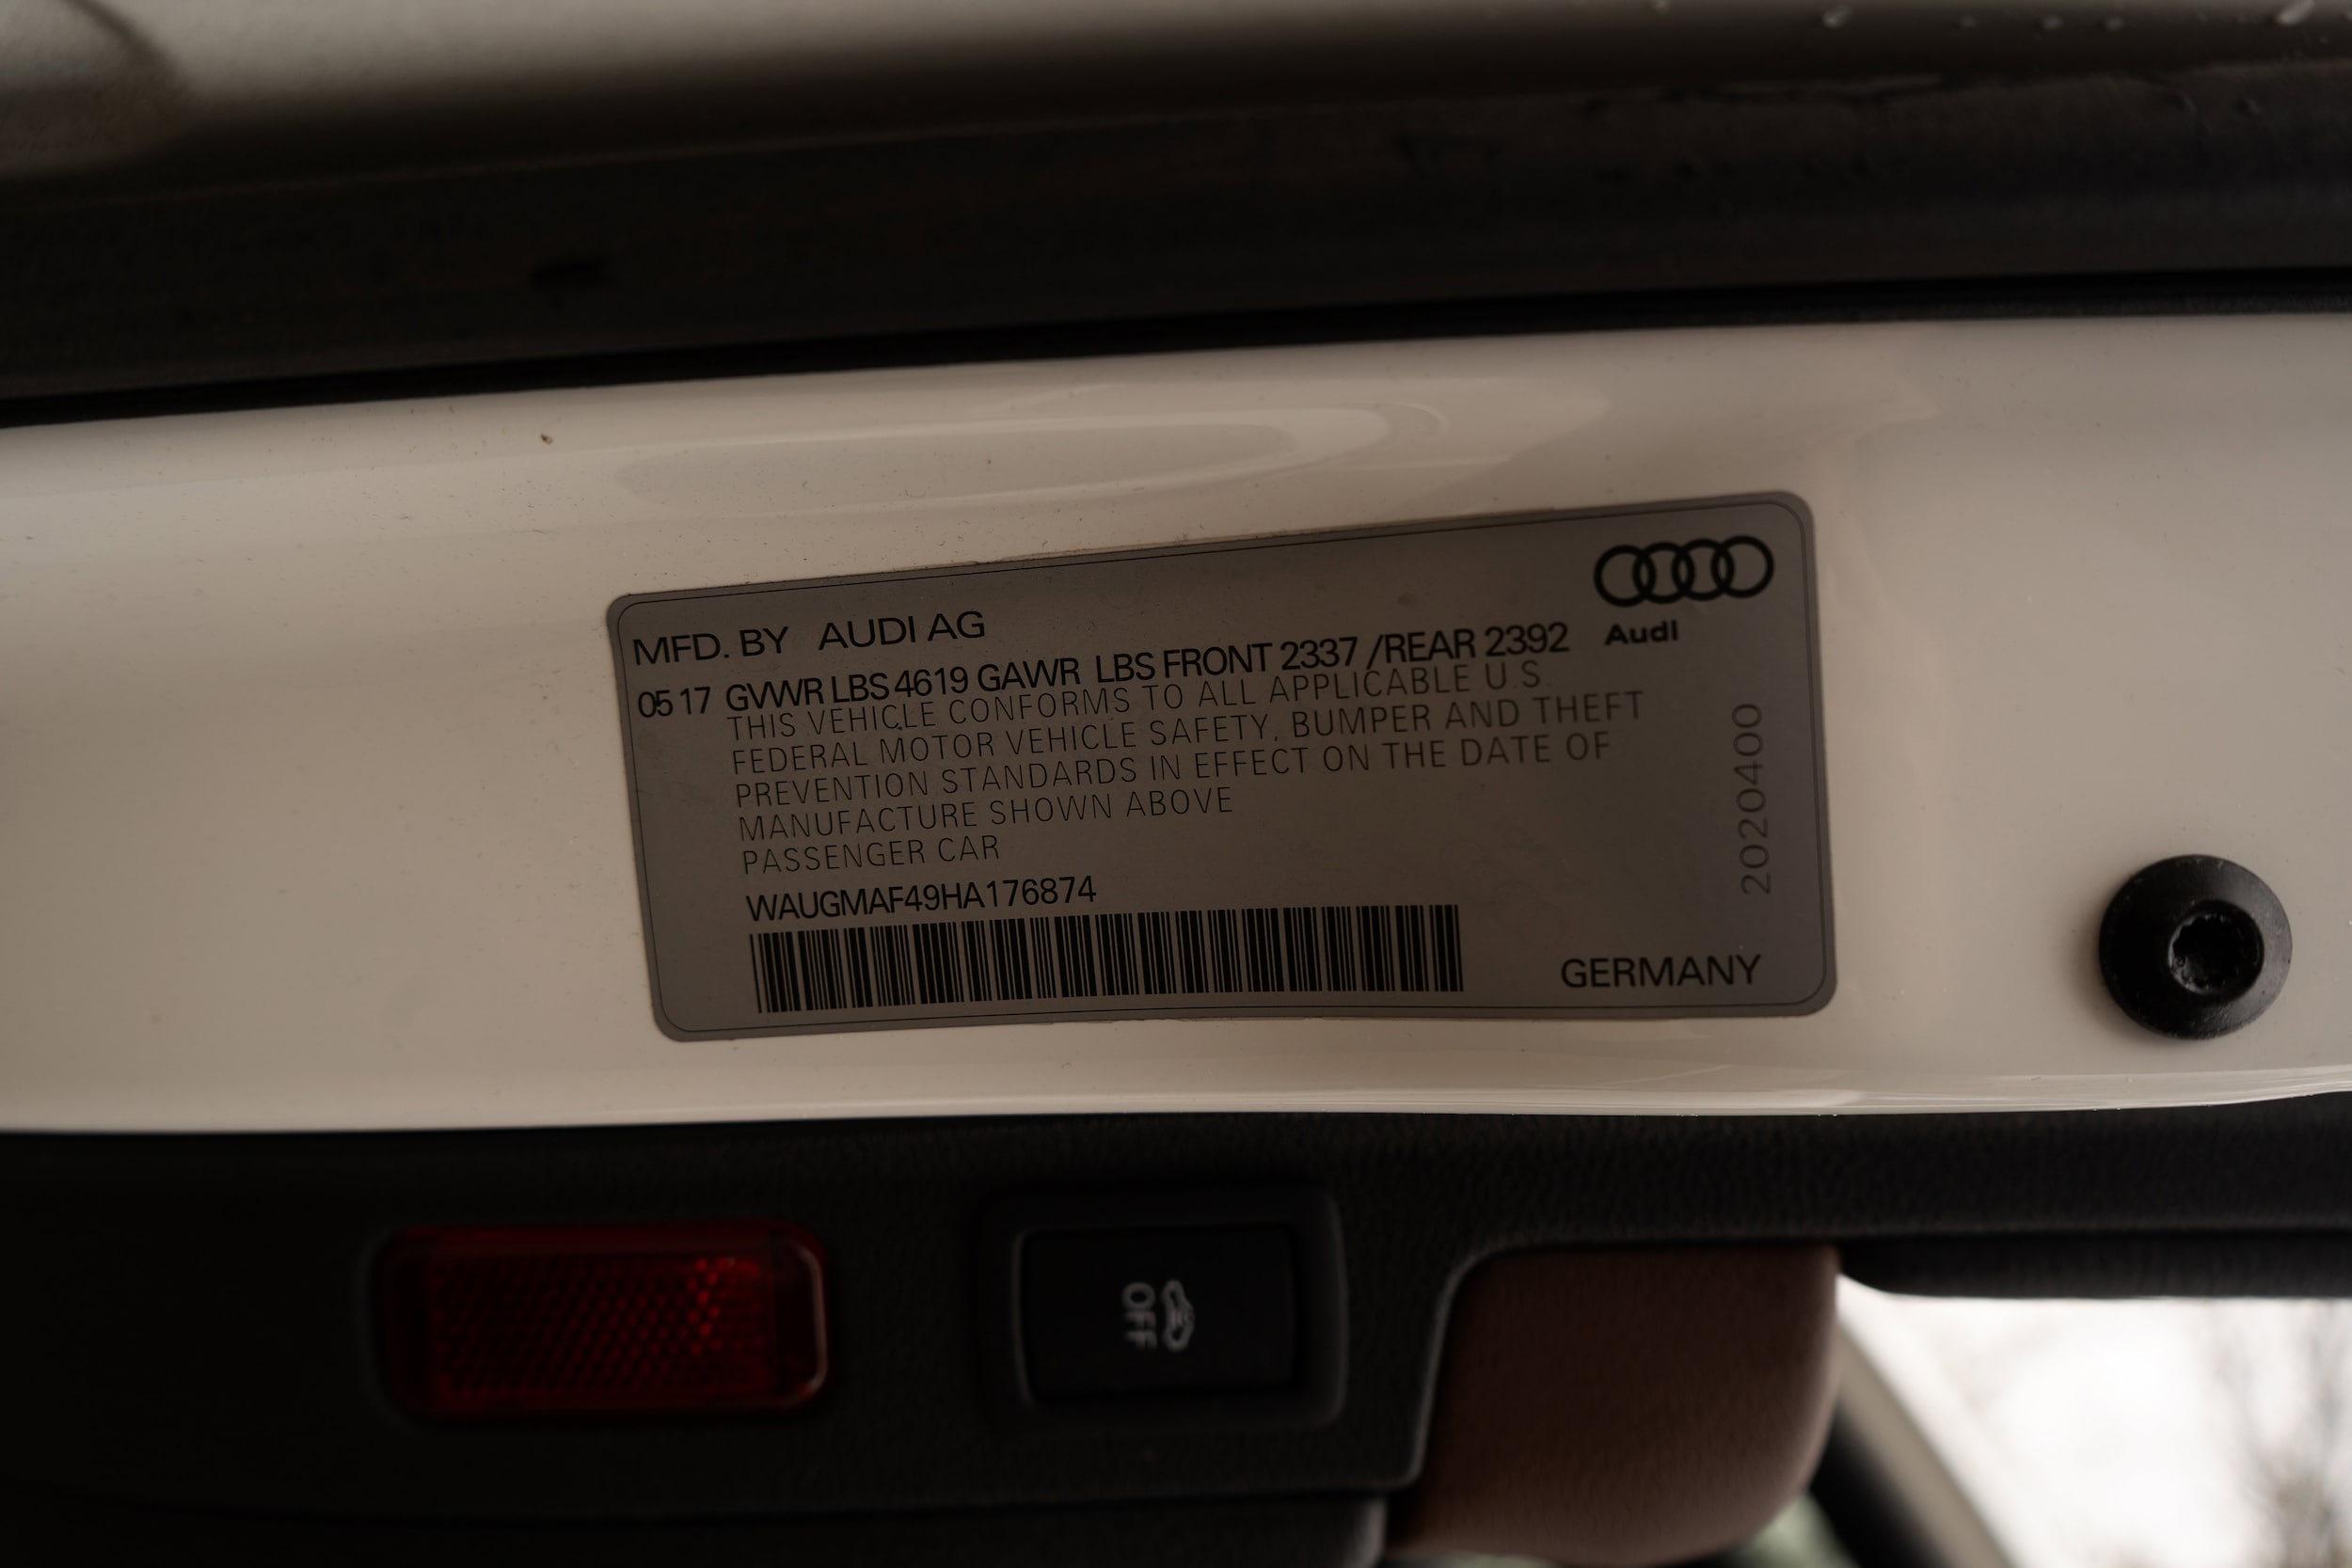 MFD. BY AUDI AG
Audi
05 17 GVWR LBS 4619 GAWR LBS FRONT 2337 /REAR 2392
THIS VEHICLE CONFORMS TO ALL APPLICABLE U.S.
FEDERAL MOTOR VEHICLE SAFETY, BUMPER AND THEFT
PREVENTION STANDARDS IN EFFECT ON THE DATE OF
MANUFACTURE SHOWN ABOVE
PASSENGER CAR
WAUGMAF49HA176874
2020400
GERMANY
OFF